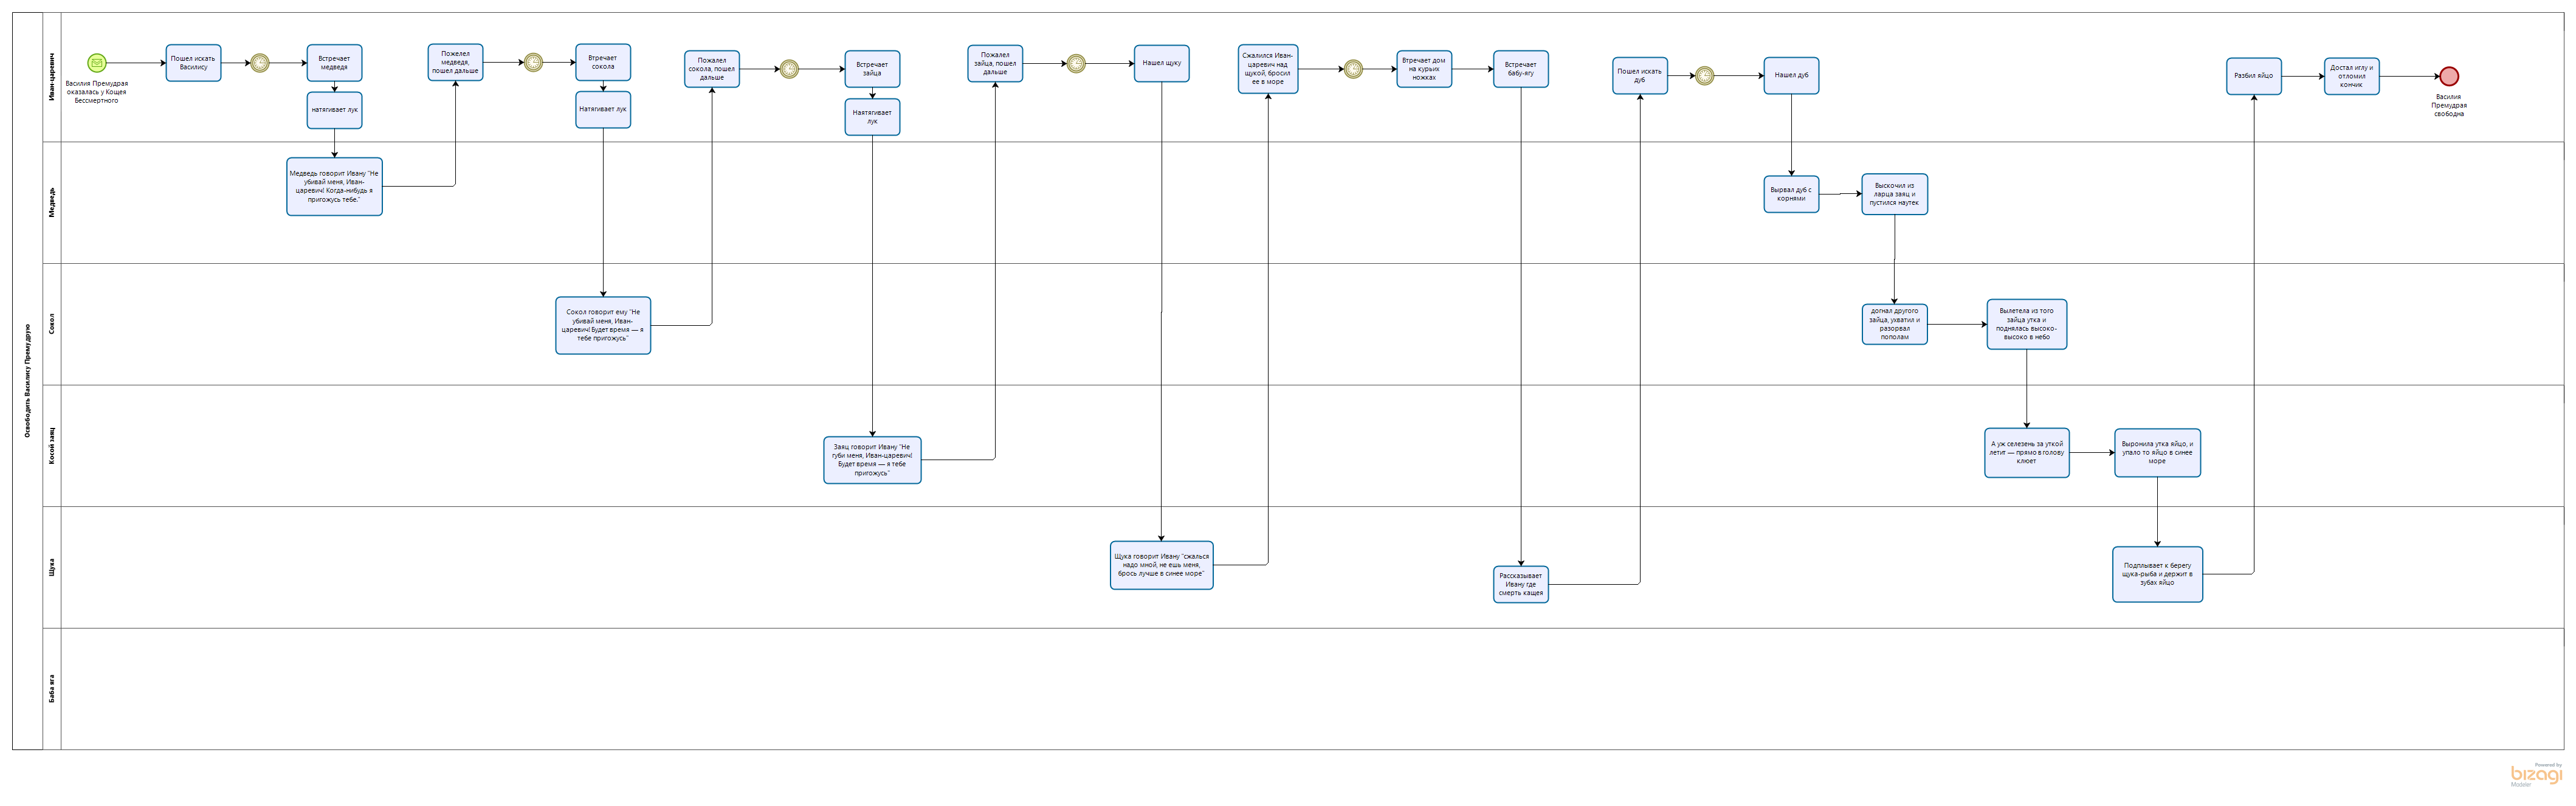 Освободить Василису Премудрую
Иван-царевич
Василия Премудрая
оказалась у Кощея
Бессмертного
Пошел искать
Василису
Встречает
медведя
натягивает лук
Пожелел
медведя,
пошел дальше
Втречает
сокола
Натягивает лук
Пожалел
сокола, пошел
дальше
Встречает
зайца
Наятягивает
лук
Пожалел
зайца, пошел
дальше
Нашел щуку
Сжалился Иван-
царевич над
щукой, бросил
ее в море
Втречает дом
на курьих
ножках
Встречает
бабу-ягу
Пошел искать
дуб
Нашел дуб
Разбил яйцо
Достал иглу и
отломил
кончик
Василия
Премудрая
свободна
Медведь
Медведь говорит Ивану "Не
убивай меня, Иван-
царевич! Когда-нибудь я
пригожусь тебе."
Вырвал дуб с
корнями
Выскочил из
ларца заяц и
пустился наутек
Сокол
Сокол говорит ему "Не
убивай меня, Иван-
царевич! Будет время — я
тебе пригожусь"
догнал другого
зайца, ухватил и
разорвал
пополам
Вылетела из того
зайца утка и
поднялась высоко-
высоко в небо
Косой заяц
Заяц говорит Ивану "Не
губи меня, Иван-царевич!
Будет время — я тебе
пригожусь"
А уж селезень за уткой
летит — прямо в голову
клюет
Выронила утка яйцо, и
упало то яйцо в синее
море
Щука
Щука говорит Ивану "сжалься
надо мной, не ешь меня,
брось лучше в синее море"
Рассказывает
Ивану где
смерть кащея
Подплывает к берегу
щука-рыба и держит в
зубах яйцо
Баба яга
Powered by
bizagi
Modeler